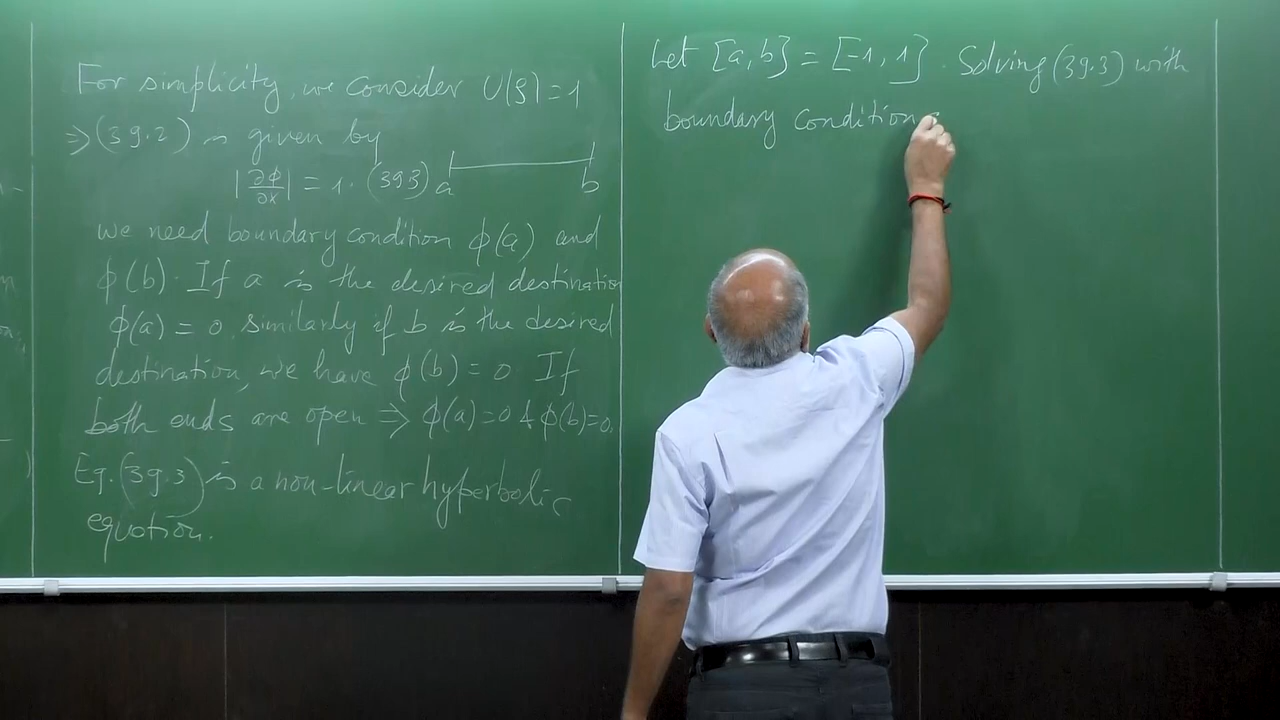 For simplicity, we consider U(ρ)=1
⇒(39.2) is given by
|∂ϕ/∂x| = 1. (39.3)
a b
we need boundary condition ϕ(a) and
ϕ(b). If a is the desired destination
ϕ(a) = 0. Similarly if b is the desired
destination, we have ϕ(b) = 0. If
both ends are open ⇒ ϕ(a)=0 & ϕ(b)=0.
Eq.(39.3) is a non-linear hyperbolic
equation.
Let [a,b] = [-1,1]. Solving (39.3) with
boundary condition